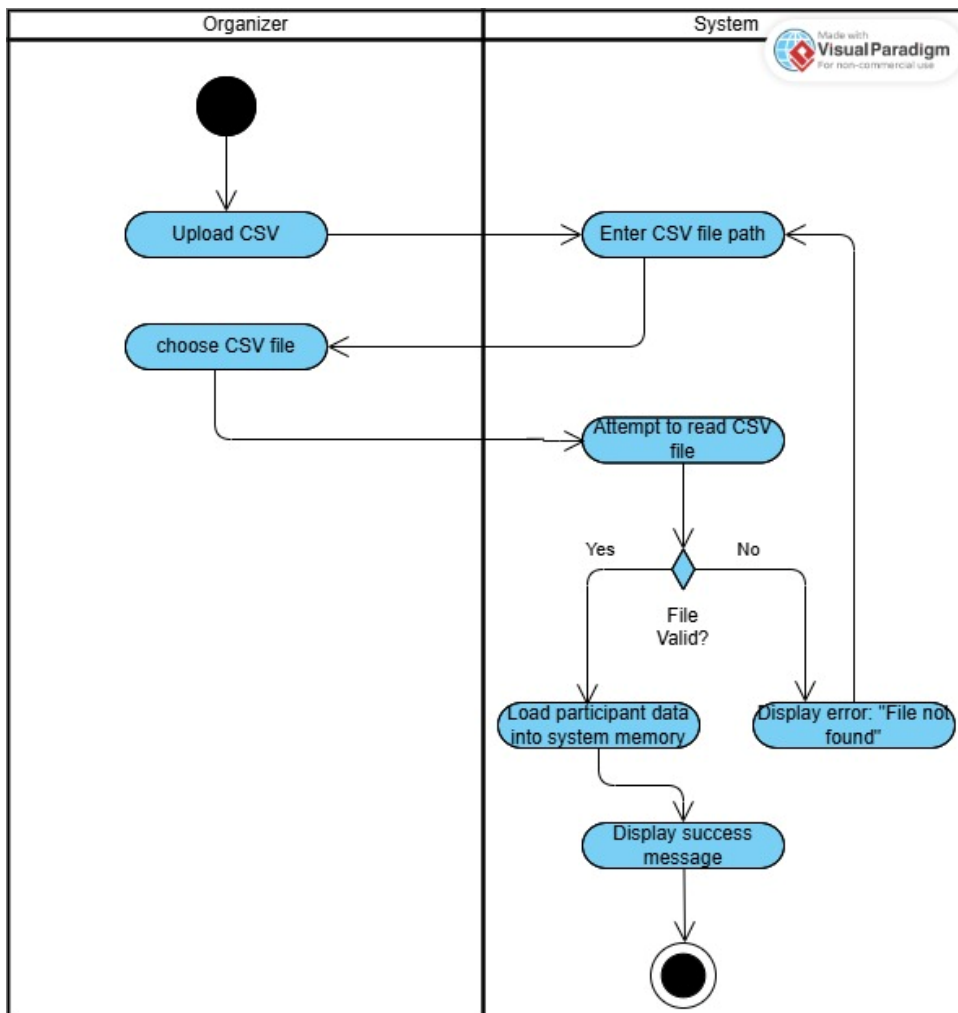 Organizer
System
Made with
VisualParadigm
For non-commercial use
Upload CSV
Enter CSV file path
choose CSV file
Attempt to read CSV
file
Yes
No
File
Valid?
Load participant data
into system memory
Display error: "File not
found"
Display success
message